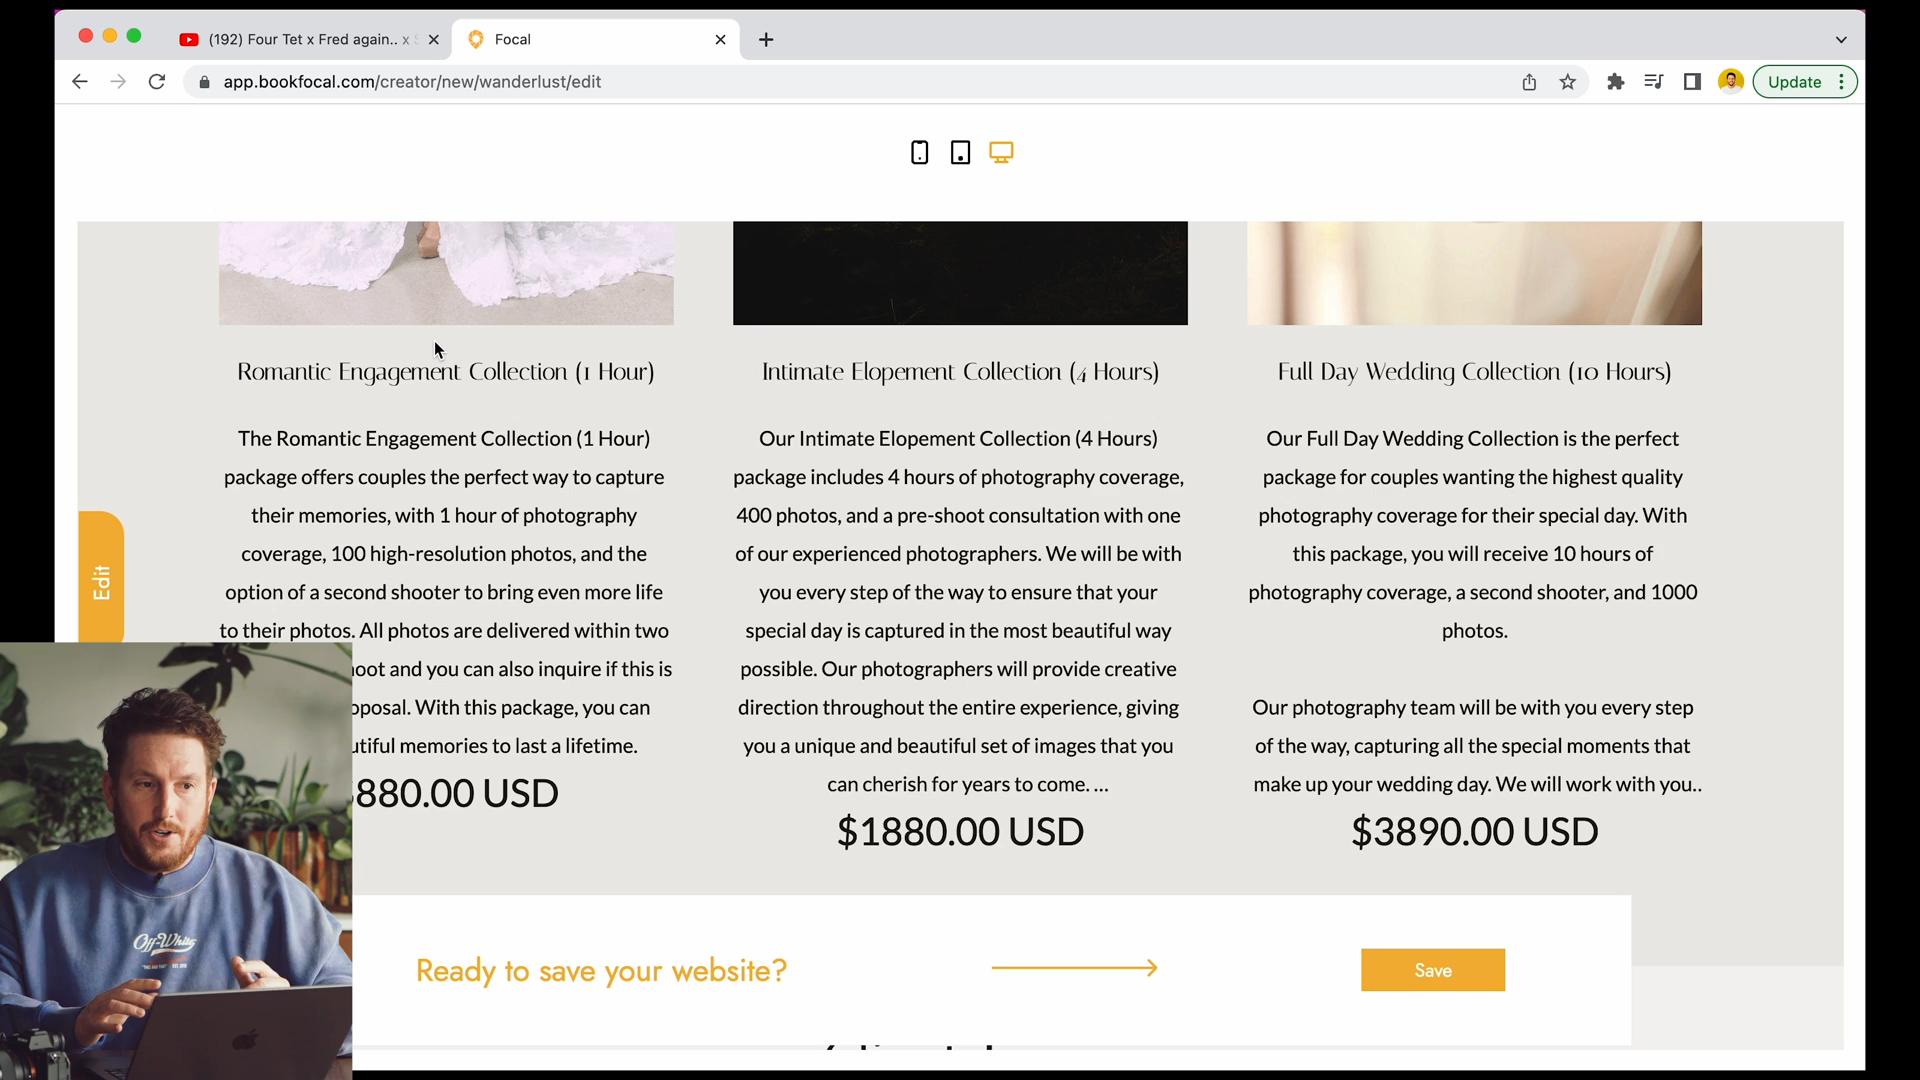 (192) Four Tet x Fred again.. x
Focal
app.bookfocal.com/creator/new/wanderlust/edit
Update
Romantic Engagement Collection (1 Hour)
The Romantic Engagement Collection (1 Hour)
package offers couples the perfect way to capture
their memories, with 1 hour of photography
coverage, 100 high-resolution photos, and the
option of a second shooter to bring even more life
to their photos. All photos are delivered within two
and you can also inquire if this is
With this package, you can
memories to last a lifetime.
880.00 USD
Intimate Elopement Collection (4 Hours)
Our Intimate Elopement Collection (4 Hours)
package includes 4 hours of photography coverage,
400 photos, and a pre-shoot consultation with one
of our experienced photographers. We will be with
you every step of the way to ensure that your
special day is captured in the most beautiful way
possible. Our photographers will provide creative
direction throughout the entire experience, giving
you a unique and beautiful set of images that you
can cherish for years to come. ...
$1880.00 USD
Full Day Wedding Collection (10 Hours)
Our Full Day Wedding Collection is the perfect
package for couples wanting the highest quality
photography coverage for their special day. With
this package, you will receive 10 hours of
photography coverage, a second shooter, and 1000
photos.
Our photography team will be with you every step
of the way, capturing all the special moments that
make up your wedding day. We will work with you..
$3890.00 USD
Edit
Ready to save your website?
Save
Off-White